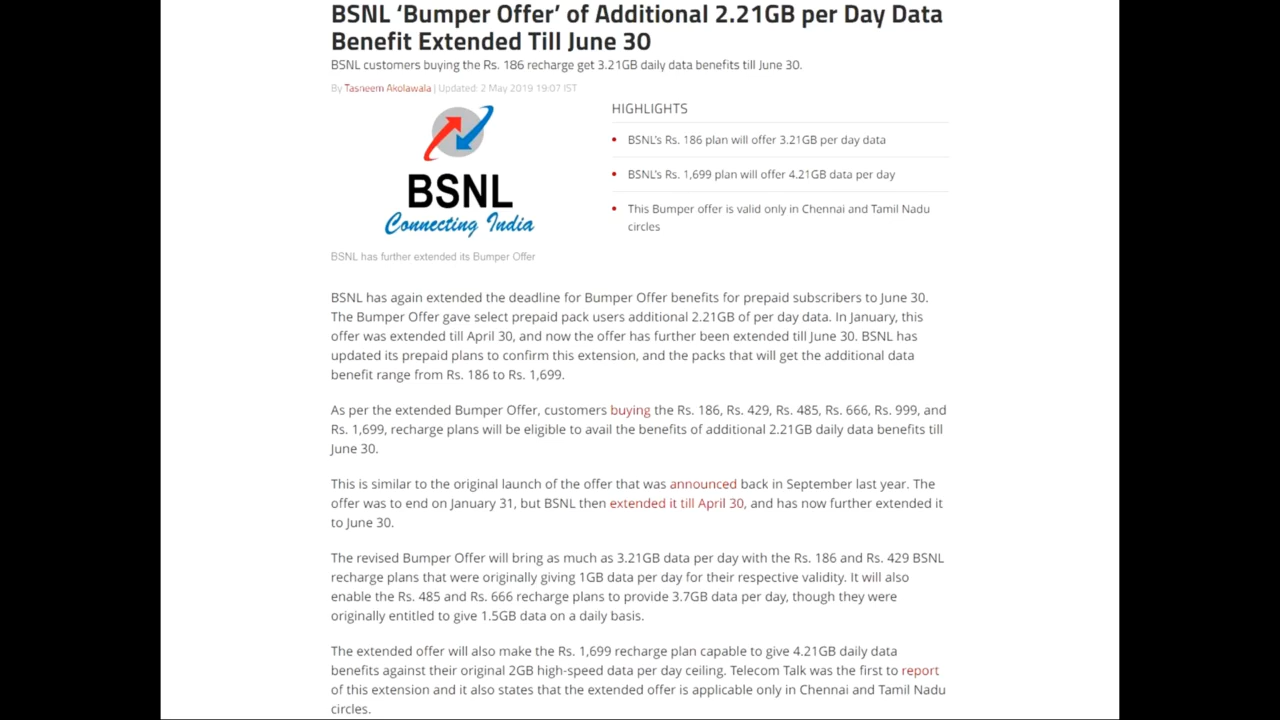 BSNL ‘Bumper Offer’ of Additional 2.21GB per Day Data
Benefit Extended Till June 30
BSNL customers buying the Rs. 186 recharge get 3.21GB daily data benefits till June 30.
By Tasneem Akolawala | Updated: 2 May 2019 19:07 IST
BSNL
Connecting India
BSNL has further extended its Bumper Offer
HIGHLIGHTS
BSNL's Rs. 186 plan will offer 3.21GB per day data
BSNL's Rs. 1,699 plan will offer 4.21GB data per day
This Bumper offer is valid only in Chennai and Tamil Nadu
circles
BSNL has again extended the deadline for Bumper Offer benefits for prepaid subscribers to June 30.
The Bumper Offer gave select prepaid pack users additional 2.21GB of per day data. In January, this
offer was extended till April 30, and now the offer has further been extended till June 30. BSNL has
updated its prepaid plans to confirm this extension, and the packs that will get the additional data
benefit range from Rs. 186 to Rs. 1,699.
As per the extended Bumper Offer, customers buying the Rs. 186, Rs. 429, Rs. 485, Rs. 666, Rs. 999, and
Rs. 1,699, recharge plans will be eligible to avail the benefits of additional 2.21GB daily data benefits till
June 30.
This is similar to the original launch of the offer that was announced back in September last year. The
offer was to end on January 31, but BSNL then extended it till April 30, and has now further extended it
to June 30.
The revised Bumper Offer will bring as much as 3.21GB data per day with the Rs. 186 and Rs. 429 BSNL
recharge plans that were originally giving 1GB data per day for their respective validity. It will also
enable the Rs. 485 and Rs. 666 recharge plans to provide 3.7GB data per day, though they were
originally entitled to give 1.5GB data on a daily basis.
The extended offer will also make the Rs. 1,699 recharge plan capable to give 4.21GB daily data
benefits against their original 2GB high-speed data per day ceiling. Telecom Talk was the first to report
of this extension and it also states that the extended offer is applicable only in Chennai and Tamil Nadu
circles.